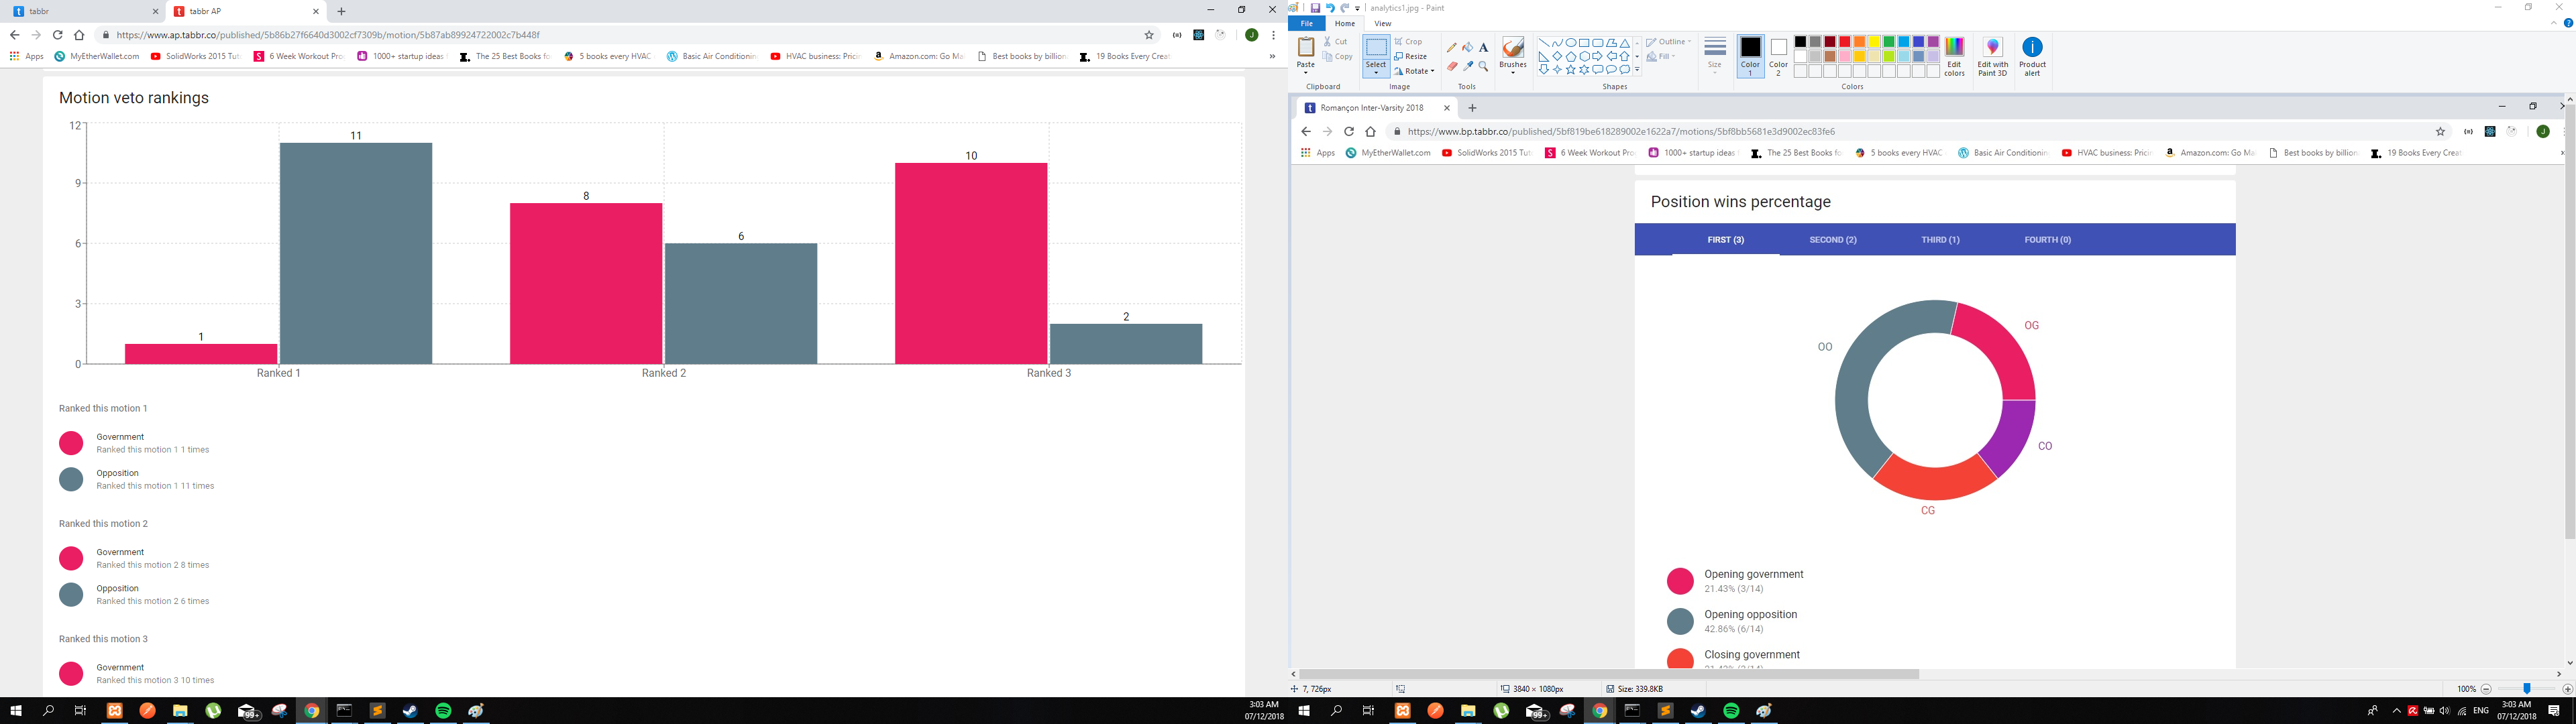 tabbr
tabbr AP
https://www.ap.tabbr.co/published/5b86b27f6640d3002cf7309b/motion/5b87ab89924722002c7b448f
Apps
MyEtherWallet.com
SolidWorks 2015 Tut
6 Week Workout Pro
1000+ startup ideas
The 25 Best Books fo
5 books every HVAC
Basic Air Conditionin
HVAC business: Pricin
Amazon.com: Go Ma
Best books by billion
19 Books Every Creat
»
Motion veto rankings
12
9
6
3
0
1
11
8
6
10
2
Ranked 1
Ranked 2
Ranked 3
Ranked this motion 1
Government
Ranked this motion 1 1 times
Opposition
Ranked this motion 1 11 times
Ranked this motion 2
Government
Ranked this motion 2 8 times
Opposition
Ranked this motion 2 6 times
Ranked this motion 3
Government
Ranked this motion 3 10 times
99+
3:03 AM
07/12/2018
analytics1.jpg - Paint
File
Home
View
Paste
Cut
Copy
Clipboard
Select
Crop
Resize
Rotate
Image
Tools
Brushes
Outline
Fill
Shapes
Size
Color
1
Color
2
Colors
Edit
colors
Edit with
Paint 3D
Product
alert
Romançon Inter-Varsity 2018
https://www.bp.tabbr.co/published/5bf819be618289002e1622a7/motions/5bf8bb5681e3d9002ec83fe6
Apps
MyEtherWallet.com
SolidWorks 2015 Tut
6 Week Workout Pro
1000+ startup ideas
The 25 Best Books fo
5 books every HVAC
Basic Air Conditionin
HVAC business: Pricin
Amazon.com: Go Ma
Best books by billion
19 Books Every Creat
Position wins percentage
FIRST (3)
SECOND (2)
THIRD (1)
FOURTH (0)
OG
OO
CO
CG
Opening government
21.43% (3/14)
Opening opposition
42.86% (6/14)
Closing government
7, 726px
3840 × 1080px
Size: 339.8KB
100%
99+
ENG
3:03 AM
07/12/2018